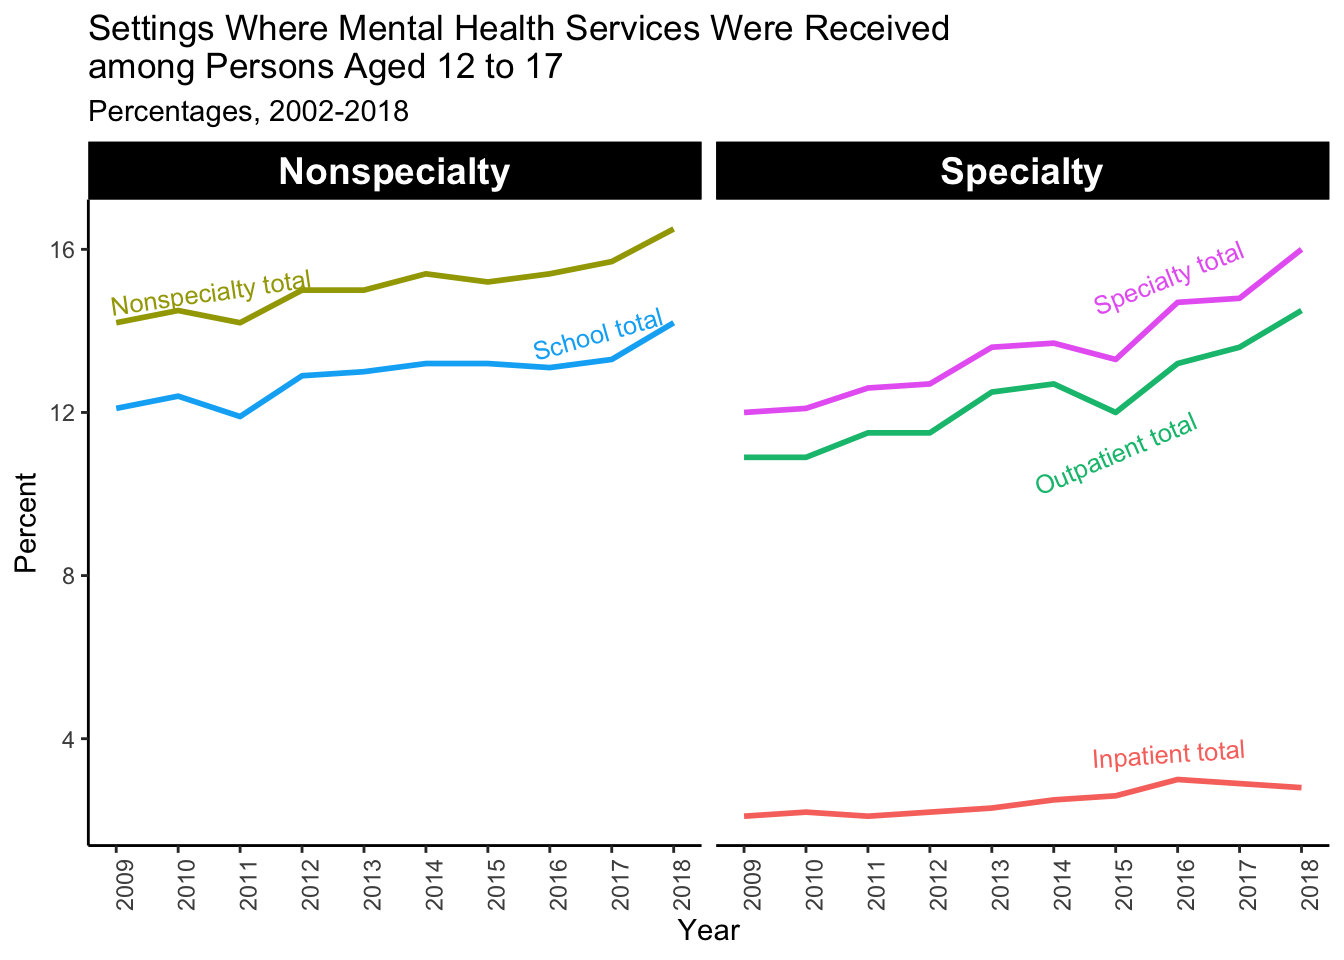 Settings Where Mental Health Services Were Received
among Persons Aged 12 to 17
Percentages, 2002-2018
Nonspecialty
Specialty
16
12
8
4
Percent
Nonspecialty total
School total
Specialty total
Outpatient total
Inpatient total
2009
2010
2011
2012
2013
2014
2015
2016
2017
2018
2009
2010
2011
2012
2013
2014
2015
2016
2017
2018
Year